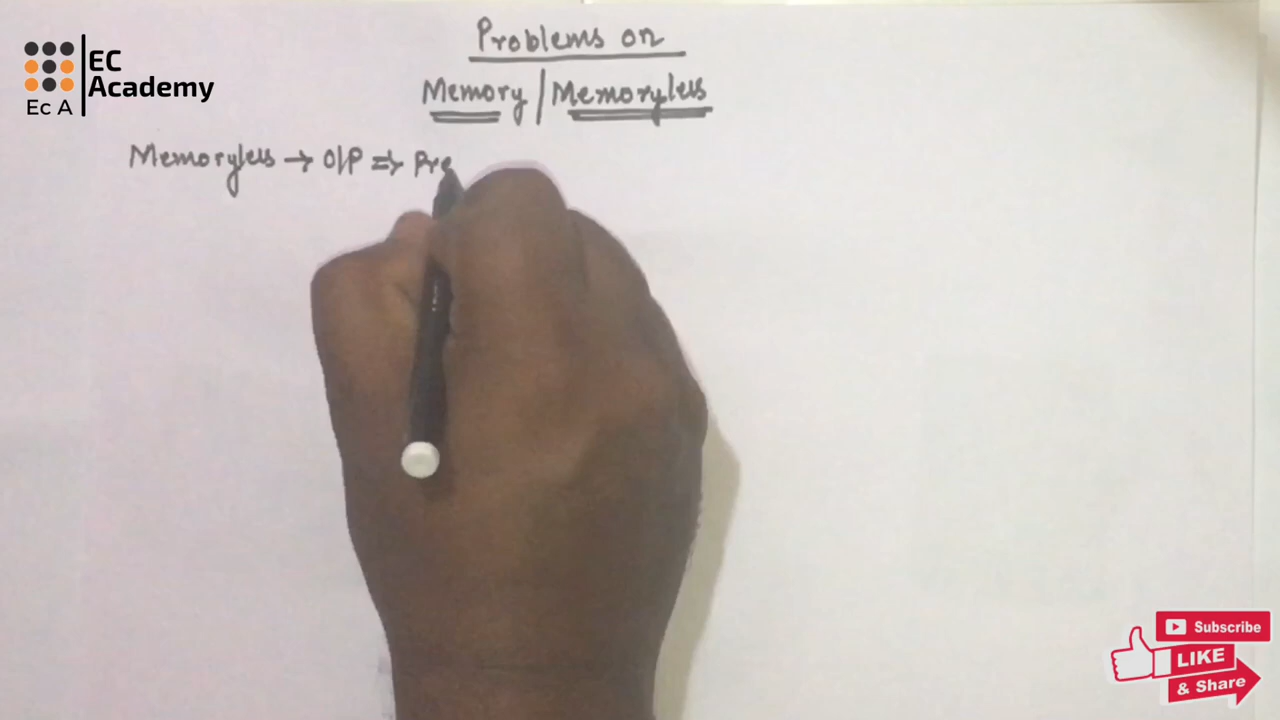 EC
Academy
Ec A
Problems on
Memory / Memoryless
Memoryless → O/P ⇒ Pre
Subscribe
LIKE
& Share